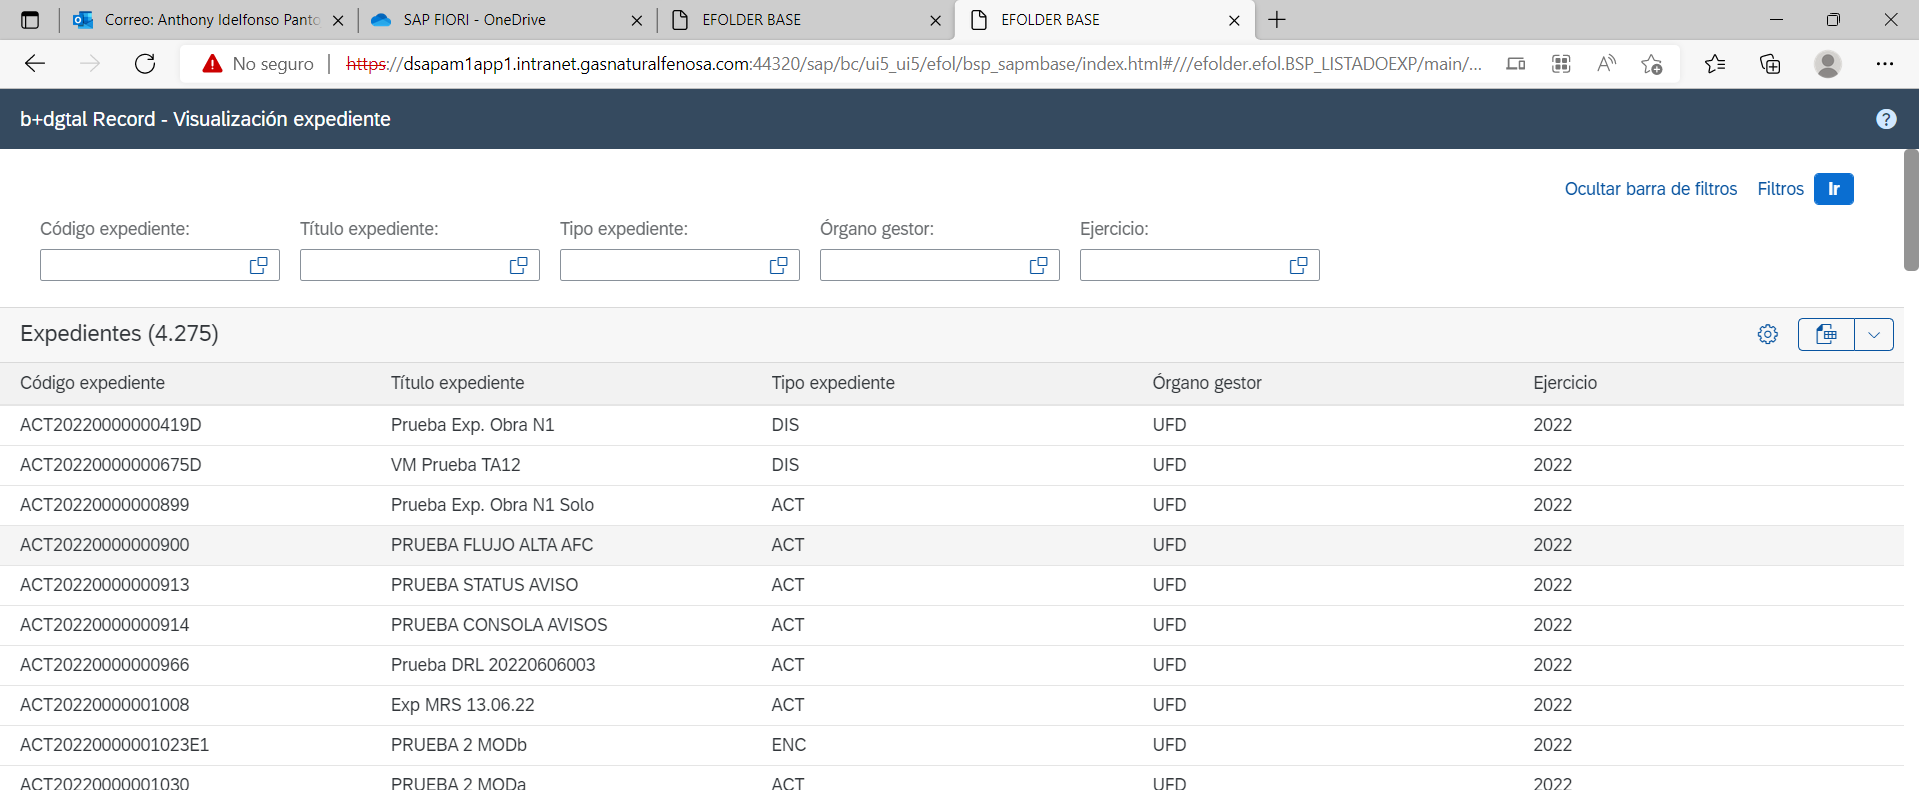 Correo: Anthony Idelfonso Panto
SAP FIORI - OneDrive
EFOLDER BASE
EFOLDER BASE
No seguro
https://dsapam1app1.intranet.gasnaturalfenosa.com:44320/sap/bc/ui5_ui5/efol/bsp_sapmbase/index.html#///efolder.efol.BSP_LISTADOEXP/main/...
b+dgtal Record - Visualización expediente
Ocultar barra de filtros Filtros Ir
Código expediente: Título expediente: Tipo expediente: Órgano gestor: Ejercicio:
Expedientes (4.275)
Código expediente Título expediente Tipo expediente Órgano gestor Ejercicio
ACT20220000000419D Prueba Exp. Obra N1 DIS UFD 2022
ACT20220000000675D VM Prueba TA12 DIS UFD 2022
ACT20220000000899 Prueba Exp. Obra N1 Solo ACT UFD 2022
ACT20220000000900 PRUEBA FLUJO ALTA AFC ACT UFD 2022
ACT20220000000913 PRUEBA STATUS AVISO ACT UFD 2022
ACT20220000000914 PRUEBA CONSOLA AVISOS ACT UFD 2022
ACT20220000000966 Prueba DRL 20220606003 ACT UFD 2022
ACT20220000001008 Exp MRS 13.06.22 ACT UFD 2022
ACT20220000001023E1 PRUEBA 2 MODb ENC UFD 2022
ACT20220000001030 PRUEBA 2 MODa ACT UFD 2022